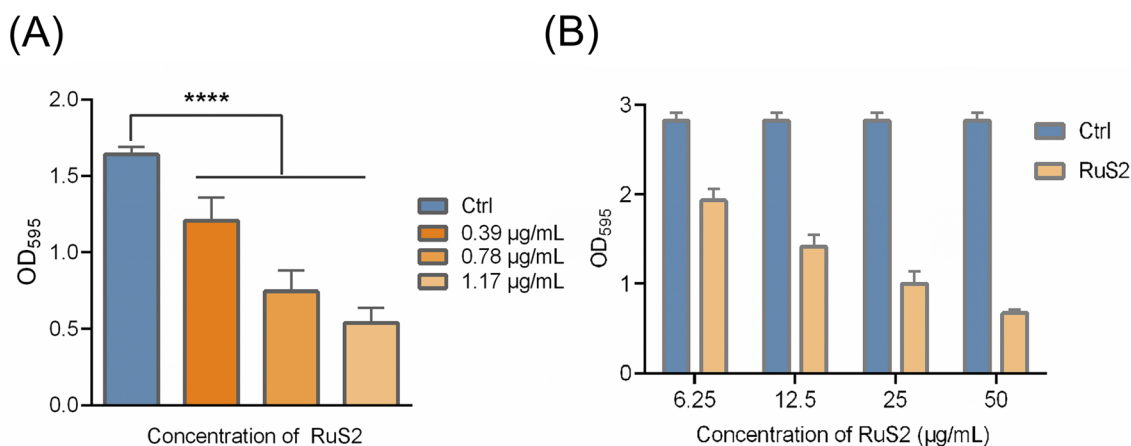 (A)
2.0
1.5
1.0
0.5
0.0
OD595
****
Ctrl
0.39 µg/mL
0.78 µg/mL
1.17 µg/mL
Concentration of RuS2
(B)
3
2
1
0
OD595
6.25 12.5 25 50
Concentration of RuS2 (µg/mL)
Ctrl
RuS2